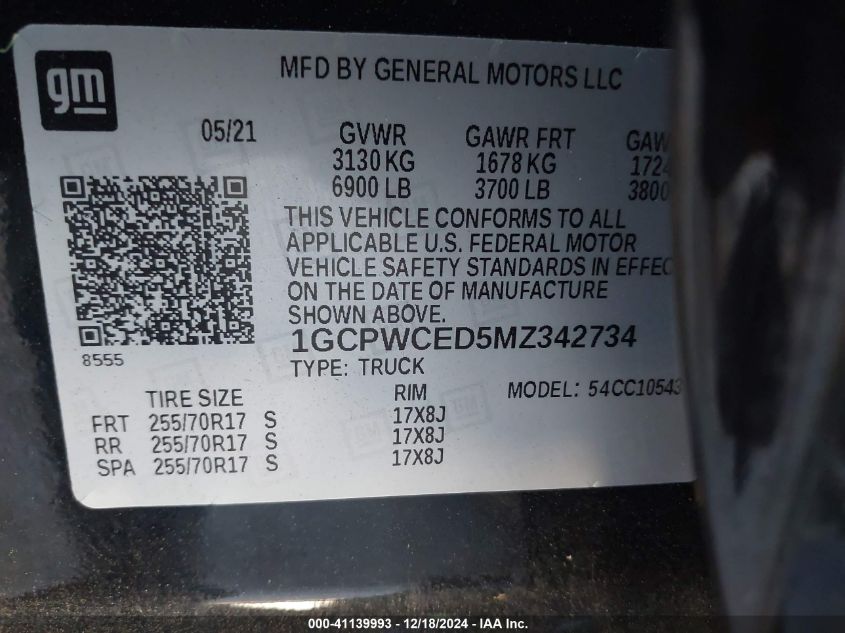 gm
MFD BY GENERAL MOTORS LLC
05/21 GVWR GAWR FRT GAW
3130 KG 1678 KG 1724
6900 LB 3700 LB 3800
THIS VEHICLE CONFORMS TO ALL
APPLICABLE U.S. FEDERAL MOTOR
VEHICLE SAFETY STANDARDS IN EFFEC
ON THE DATE OF MANUFACTURE
SHOWN ABOVE.
8555
1GCPWCED5MZ342734
TYPE: TRUCK
TIRE SIZE RIM MODEL: 54CC10543
FRT 255/70R17 S 17X8J
RR 255/70R17 S 17X8J
SPA 255/70R17 S 17X8J
000-41139993 - 12/18/2024 - IAA Inc.